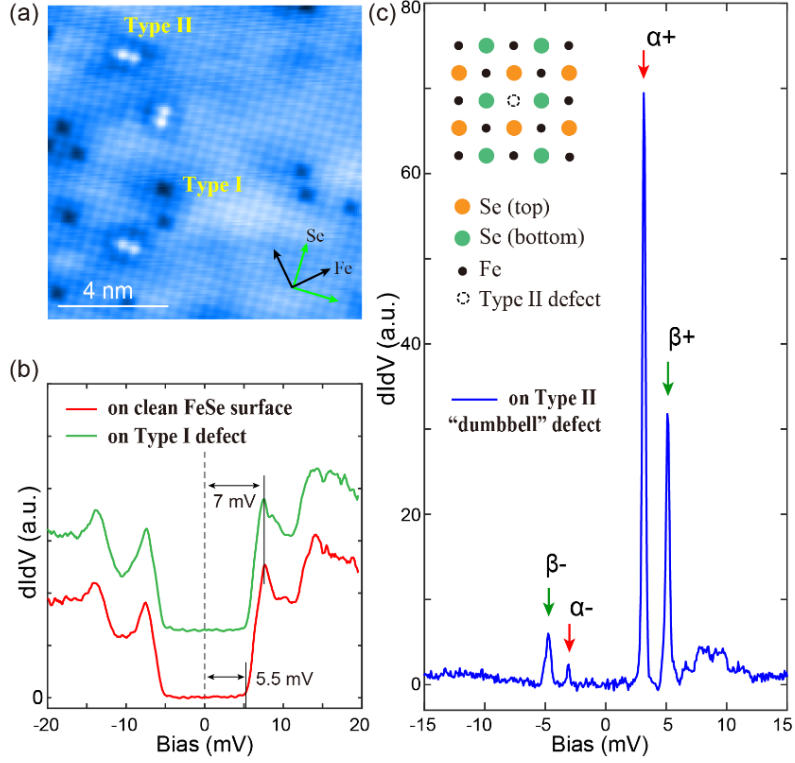 (a)
Type II
Type I
Se
Fe
4 nm
(b)
on clean FeSe surface
on Type I defect
7 mV
5.5 mV
dIdV (a.u.)
0
-20
-10
0
10
20
Bias (mV)
(c)
80
60
40
20
0
dIdV (a.u.)
α+
β+
β-
α-
Se (top)
Se (bottom)
Fe
Type II defect
on Type II
“dumbbell” defect
-15
-10
-5
0
5
10
15
Bias (mV)